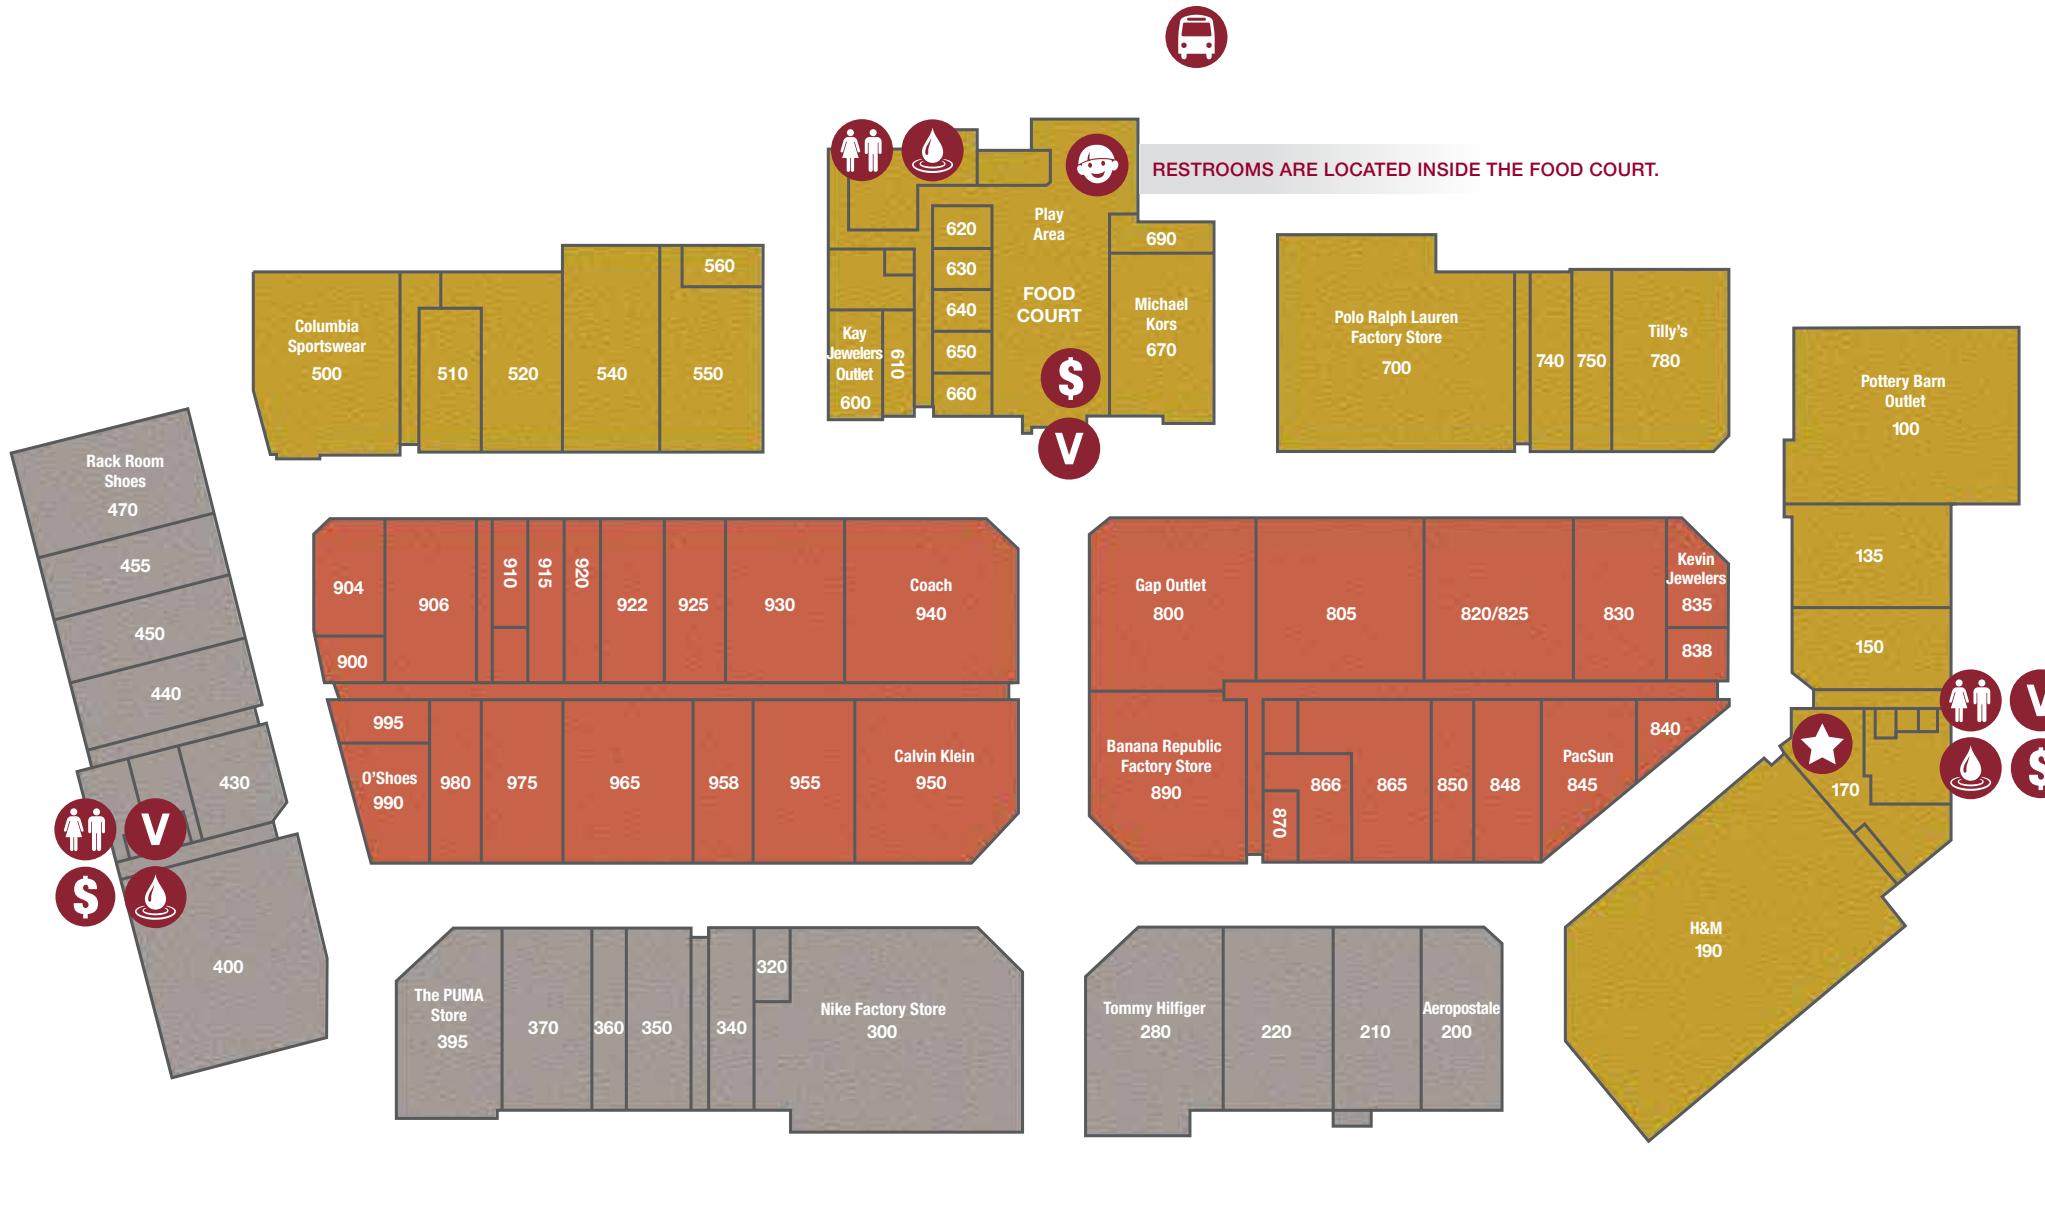 RESTROOMS ARE LOCATED INSIDE THE FOOD COURT.
Play
Area
620
630
640
650
660
690
FOOD
COURT
Michael
Kors
670
Kay
Jewelers
Outlet
600
610
$
V
Columbia
Sportswear
500
510
520
540
550
560
Polo Ralph Lauren
Factory Store
700
740
750
Tilly's
780
Pottery Barn
Outlet
100
135
150
V
$
170
H&M
190
Rack Room
Shoes
470
455
450
440
430
V
$
400
904
900
906
910
915
920
922
925
930
Coach
940
995
O'Shoes
990
980
975
965
958
955
Calvin Klein
950
Gap Outlet
800
805
820/825
830
Kevin
Jewelers
835
838
Banana Republic
Factory Store
890
870
866
865
850
848
PacSun
845
840
The PUMA
Store
395
370
360
350
340
320
Nike Factory Store
300
Tommy Hilfiger
280
220
210
Aeropostale
200